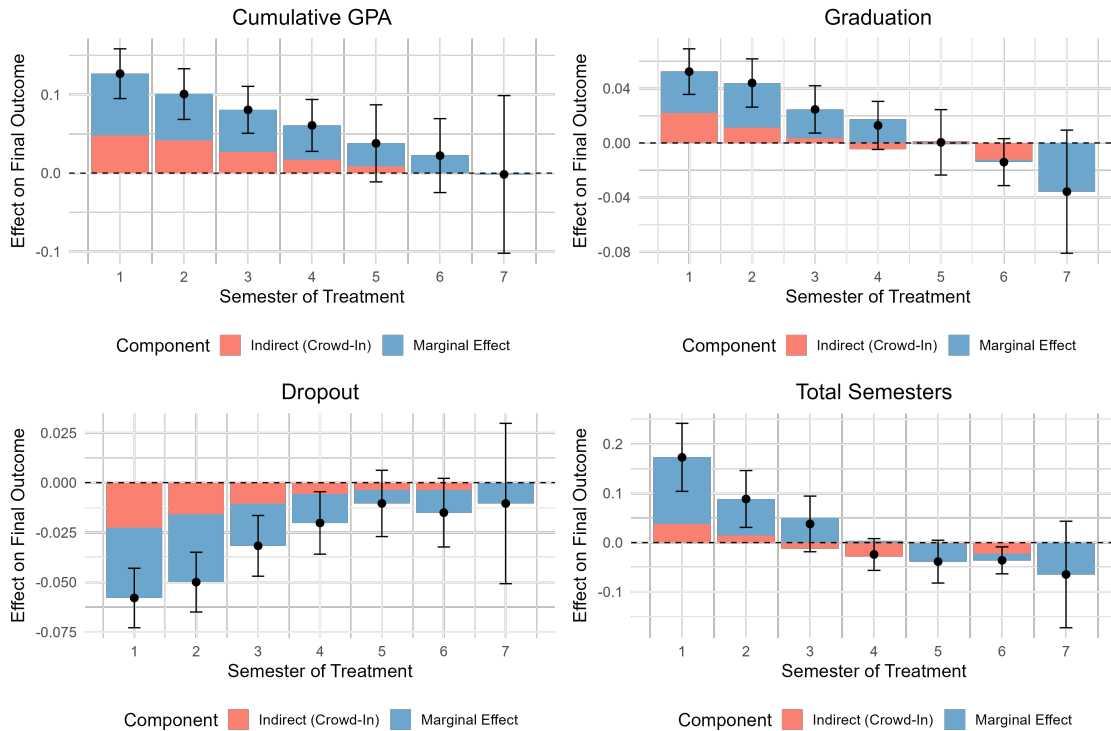 Cumulative GPA
Effect on Final Outcome
0.1
0.0
-0.1
1 2 3 4 5 6 7
Semester of Treatment
Component Indirect (Crowd-In) Marginal Effect
Graduation
Effect on Final Outcome
0.04
0.00
-0.04
-0.08
1 2 3 4 5 6 7
Semester of Treatment
Component Indirect (Crowd-In) Marginal Effect
Dropout
Effect on Final Outcome
0.025
0.000
-0.025
-0.050
-0.075
1 2 3 4 5 6 7
Semester of Treatment
Component Indirect (Crowd-In) Marginal Effect
Total Semesters
Effect on Final Outcome
0.2
0.1
0.0
-0.1
1 2 3 4 5 6 7
Semester of Treatment
Component Indirect (Crowd-In) Marginal Effect